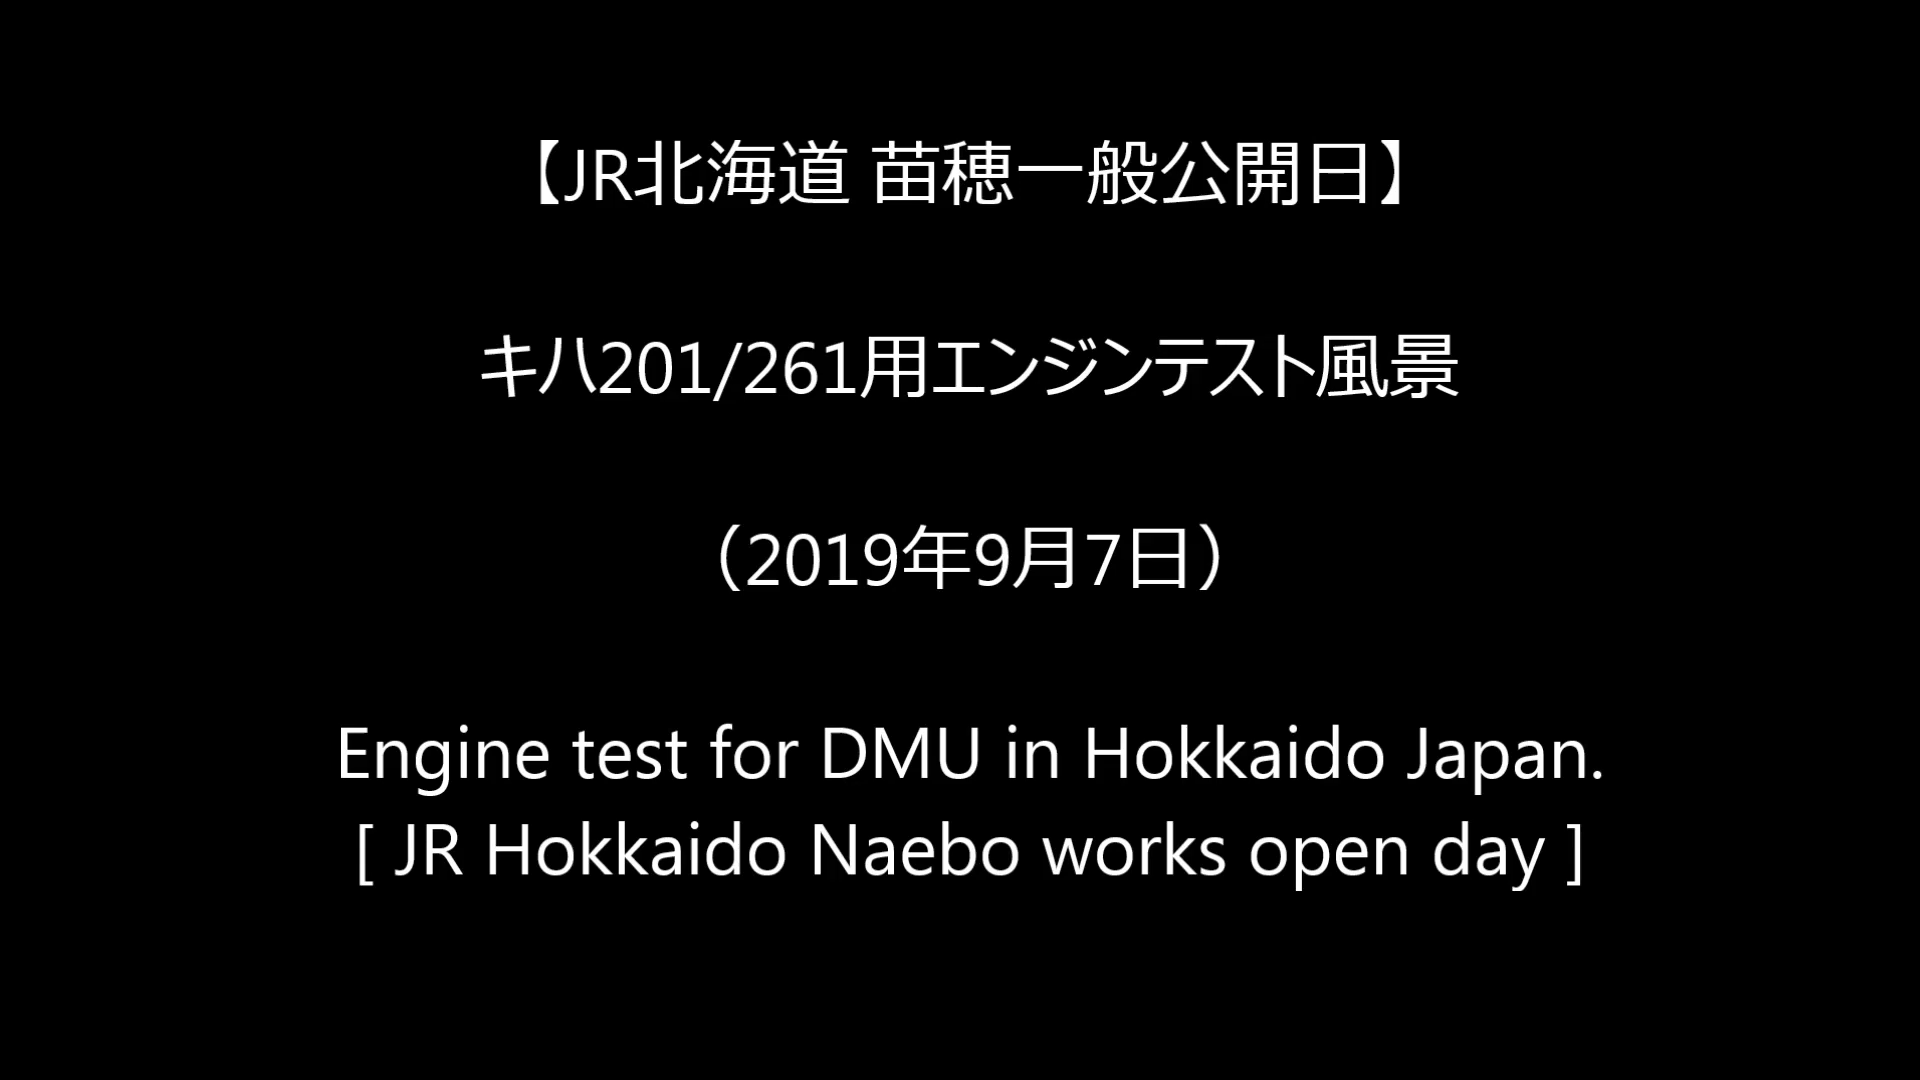 【JR北海道 苗穂一般公開日】
キハ201/261用エンジンテスト風景
（2019年9月7日）
Engine test for DMU in Hokkaido Japan.
[ JR Hokkaido Naebo works open day ]